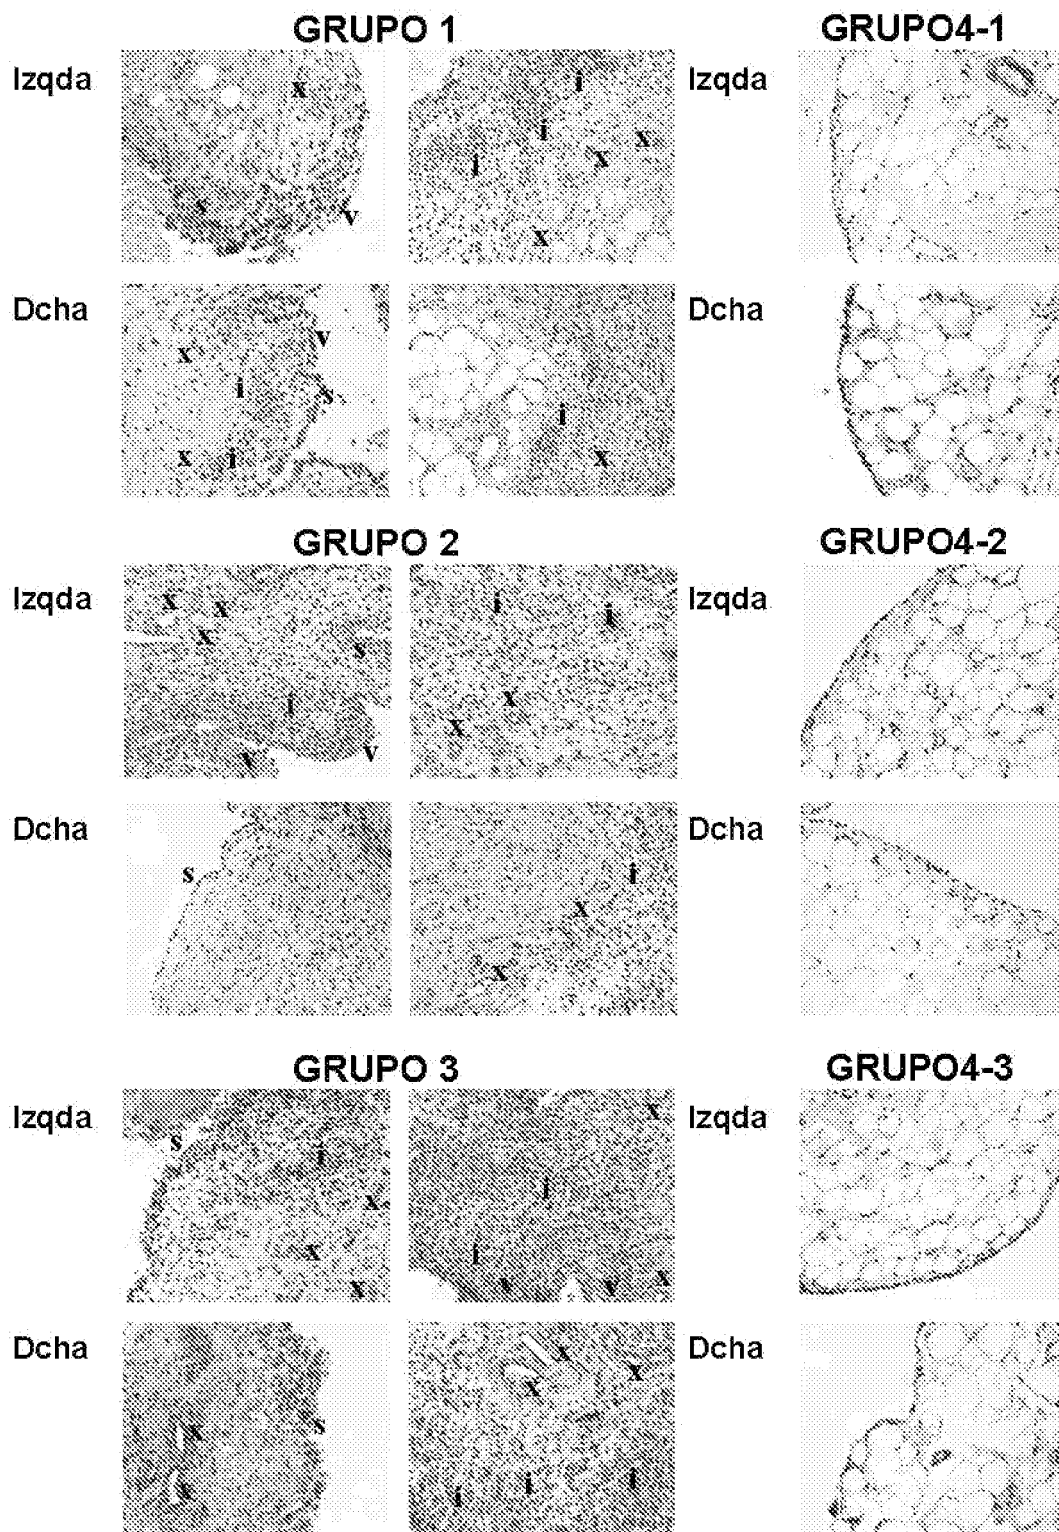 GRUPO 1 GRUPO4-1
Izqda x i Izqda
i x
i x
s v x
Dcha v Dcha
x
i s
i
x i x
GRUPO 2 GRUPO4-2
Izqda x x i i Izqda
x s
i x
x
v v
Dcha Dcha
s i
x
x
GRUPO 3 GRUPO4-3
Izqda x Izqda
s i
i
x
x i
x v v x
Dcha x x Dcha
x
x s
x i i i